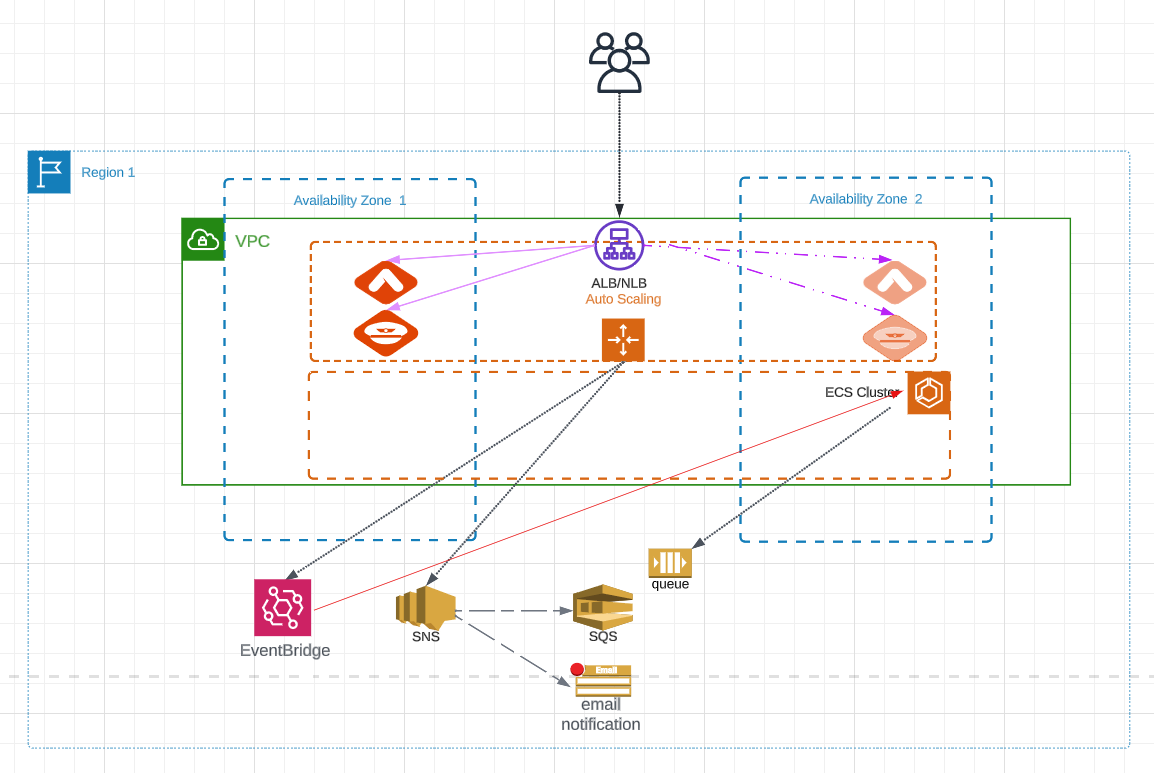 Region 1
Availability Zone 1
Availability Zone 2
VPC
ALB/NLB
Auto Scaling
ECS Cluster
queue
SNS
SQS
EventBridge
Email
email
notification